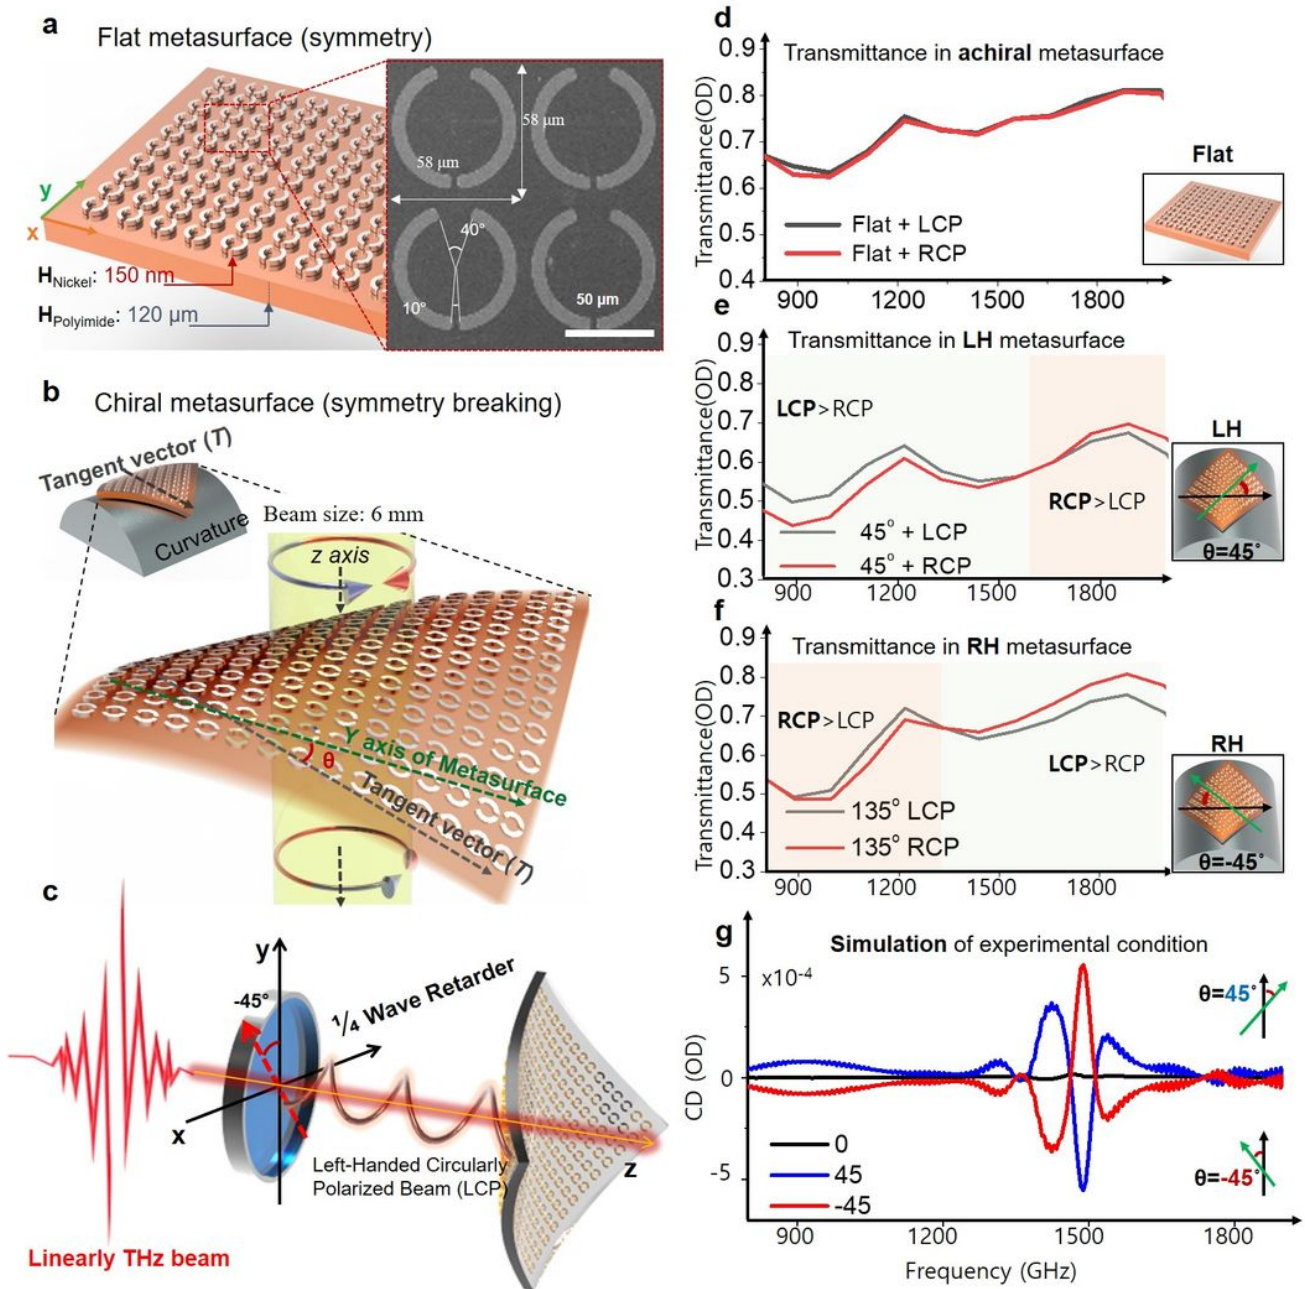 a
Flat metasurface (symmetry)
58 µm
58 µm
40°
10°
50 µm
y
x
H_Nickel: 150 nm
H_Polyimide: 120 µm
b
Chiral metasurface (symmetry breaking)
Tangent vector (T)
Curvature
Beam size: 6 mm
z axis
Y axis of Metasurface
θ
Tangent vector (T)
c
y
-45°
¼ Wave Retarder
x
z
Left-Handed Circularly
Polarized Beam (LCP)
Linearly THz beam
d
Transmittance in achiral metasurface
Transmittance(OD)
0.9
0.8
0.7
0.6
0.5
0.4
Flat + LCP
Flat + RCP
Flat
900 1200 1500 1800
e
Transmittance in LH metasurface
Transmittance(OD)
0.9
0.8
0.7
0.6
0.5
0.4
0.3
LCP>RCP
RCP>LCP
45° + LCP
45° + RCP
LH
θ=45°
900 1200 1500 1800
f
Transmittance in RH metasurface
Transmittance(OD)
0.9
0.8
0.7
0.6
0.5
0.4
0.3
RCP>LCP
LCP>RCP
135° LCP
135° RCP
RH
θ=-45°
900 1200 1500 1800
g
Simulation of experimental condition
x10-4
CD (OD)
5
0
-5
θ=45°
θ=-45°
0
45
-45
900 1200 1500 1800
Frequency (GHz)